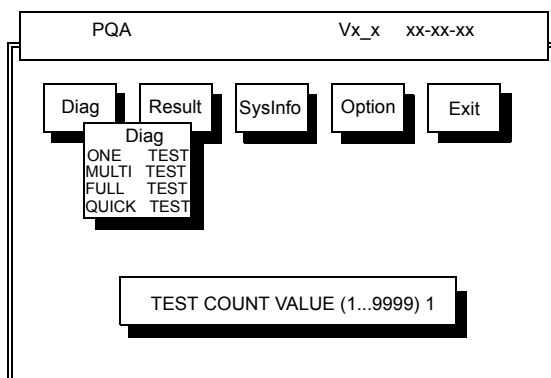 PQA Vx_x xx-xx-xx
Diag Result SysInfo Option Exit
Diag
ONE TEST
MULTI TEST
FULL TEST
QUICK TEST
TEST COUNT VALUE (1...9999) 1